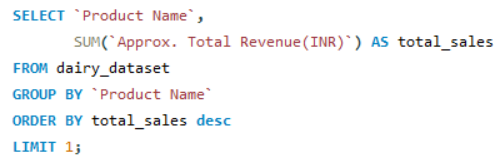 SELECT `Product Name`,
SUM(`Approx. Total Revenue(INR)`) AS total_sales
FROM dairy_dataset
GROUP BY `Product Name`
ORDER BY total_sales desc
LIMIT 1;